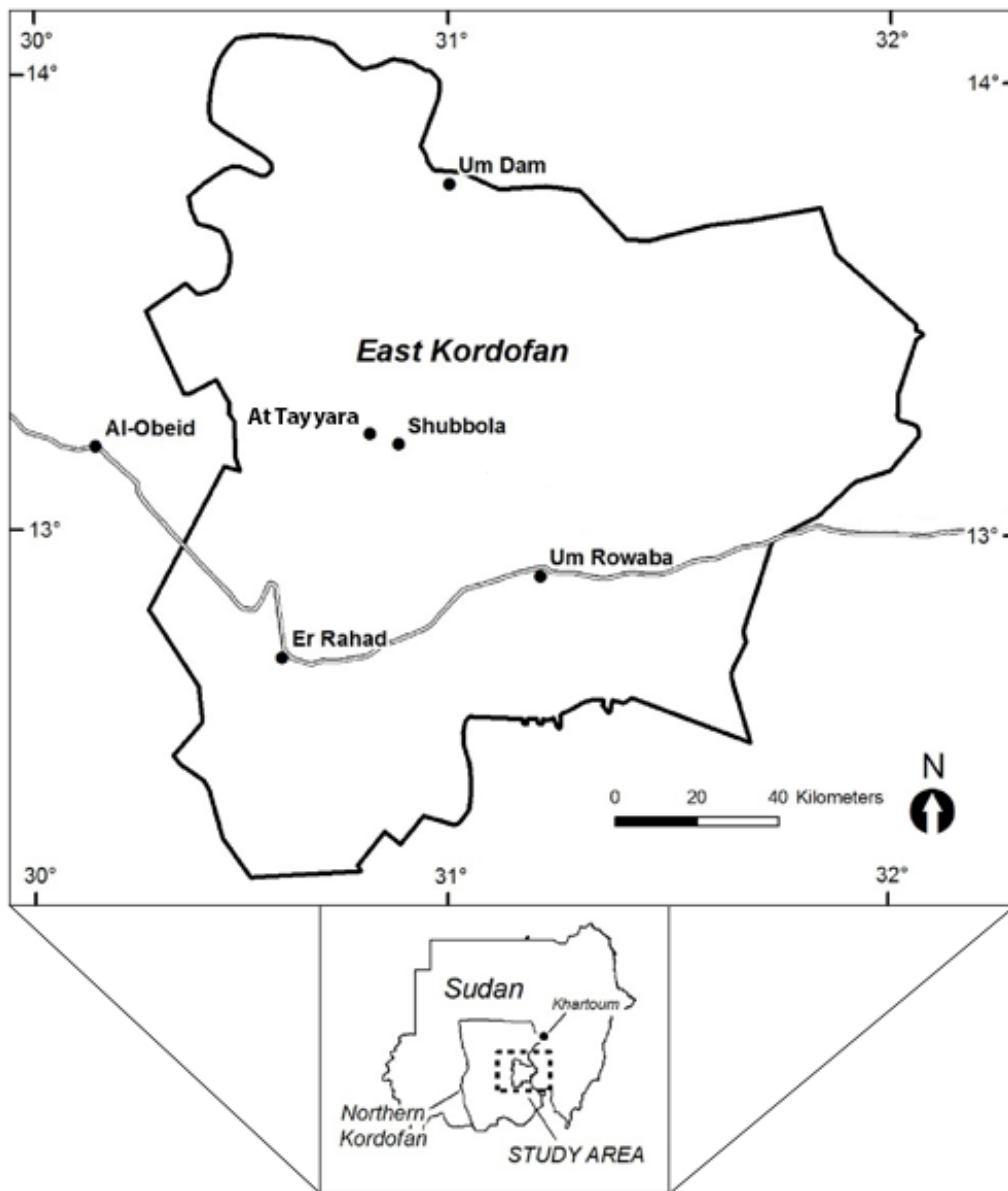 30° 31° 32°
14° 14°
Um Dam
East Kordofan
At Tayyara Shubbola
Al-Obeid
13° 13°
Um Rowaba
Er Rahad
N
0 20 40 Kilometers
30° 31° 32°
Sudan
Khartoum
Northern
Kordofan
STUDY AREA